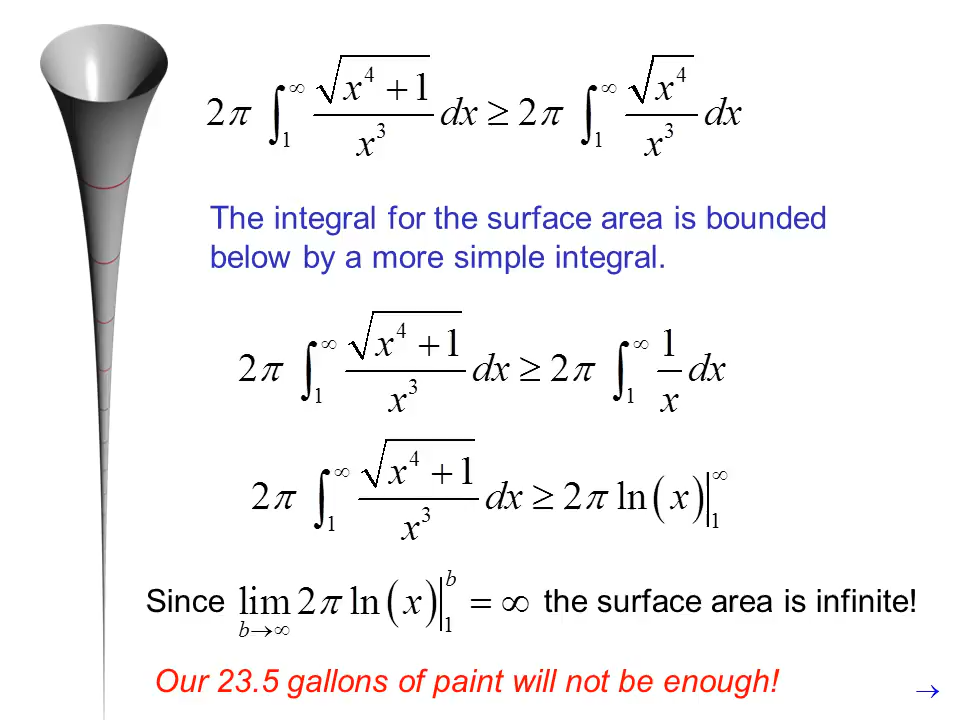 2π ∫₁^∞ √(x⁴ + 1) / x³ dx ≥ 2π ∫₁^∞ √(x⁴) / x³ dx
The integral for the surface area is bounded
below by a more simple integral.
2π ∫₁^∞ √(x⁴ + 1) / x³ dx ≥ 2π ∫₁^∞ 1 / x dx
2π ∫₁^∞ √(x⁴ + 1) / x³ dx ≥ 2π ln(x) |₁^∞
Since lim b→∞ 2π ln(x) |₁^b = ∞ the surface area is infinite!
Our 23.5 gallons of paint will not be enough!
→